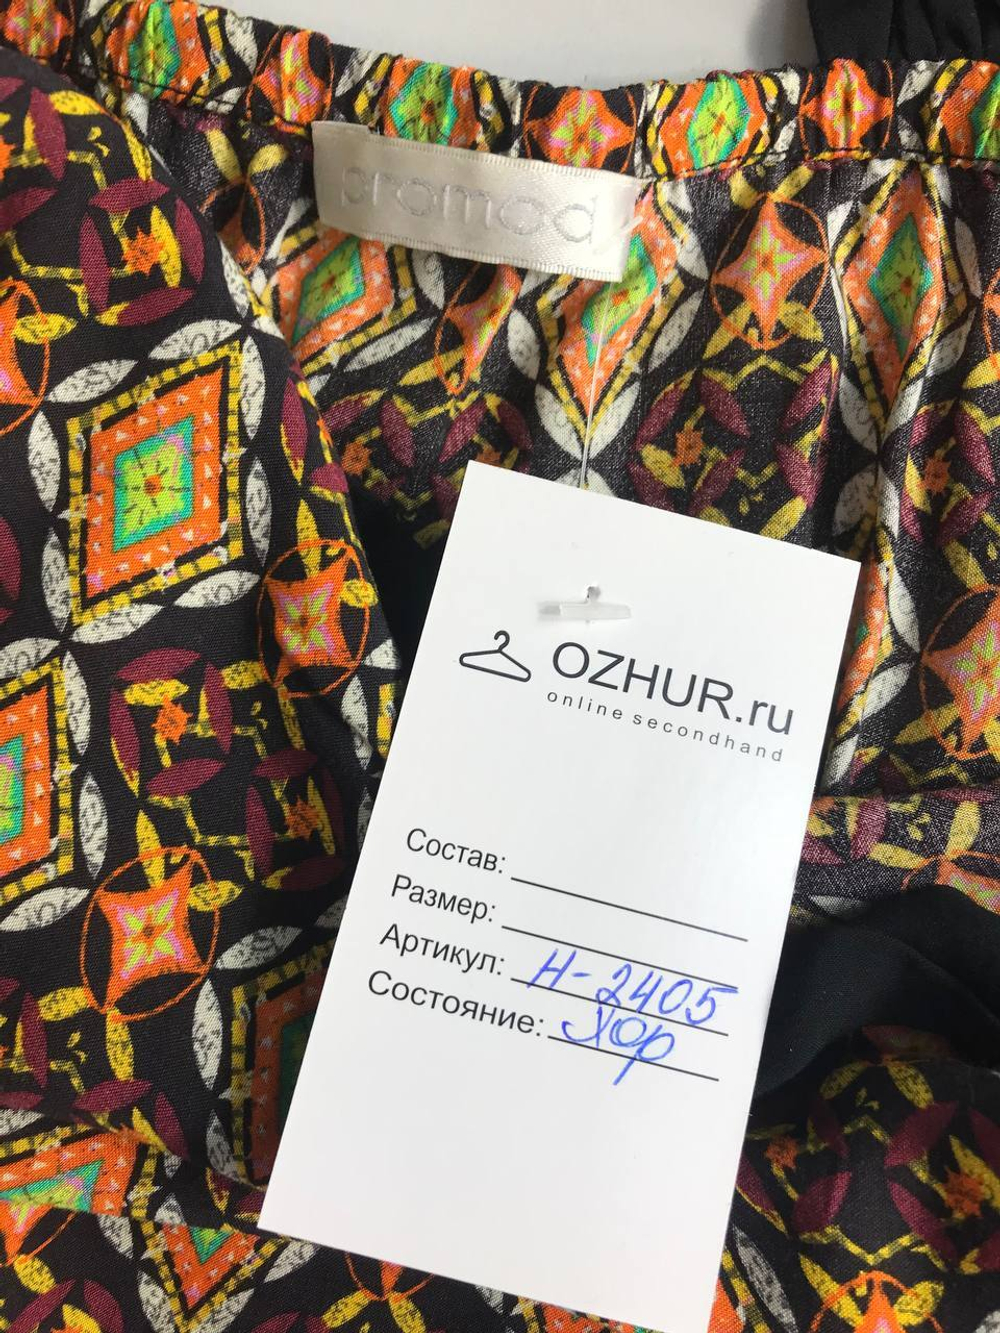 promod
OZHUR.ru
online secondhand
Состав:
Размер:
Артикул: Н-2405
Состояние: Хор